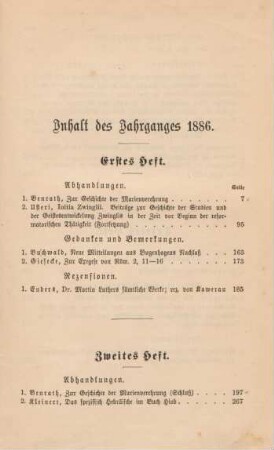 Inhalt des Jahrganges 1886.
Erstes Heft.
Abhandlungen.
Seite
1. Benrath, Zur Geschichte der Marienverehrung 7
2. Usteri, Initia Zwinglii. Beiträge zur Geschichte der Studien und
der Geistesentwickelung Zwinglis in der Zeit vor Beginn der refor-
matorischen Thätigkeit (Fortsetzung) 95
Gedanken und Bemerkungen.
1. Buchwald, Neue Mitteilungen aus Bugenhagens Nachlaß 163
2. Giesecke, Zur Exegese von 11—16 173
Rezensionen.
1. Enders, Dr. Martin Luthers sämtliche Werke; rez. von Kawerau 185
Zweites Heft.
Abhandlungen.
1. Benrath, Zur Geschichte der Marienverehrung (Schluß) 197
2. Kleinert, Das spezifisch Hebräische im Buch Hiob 267